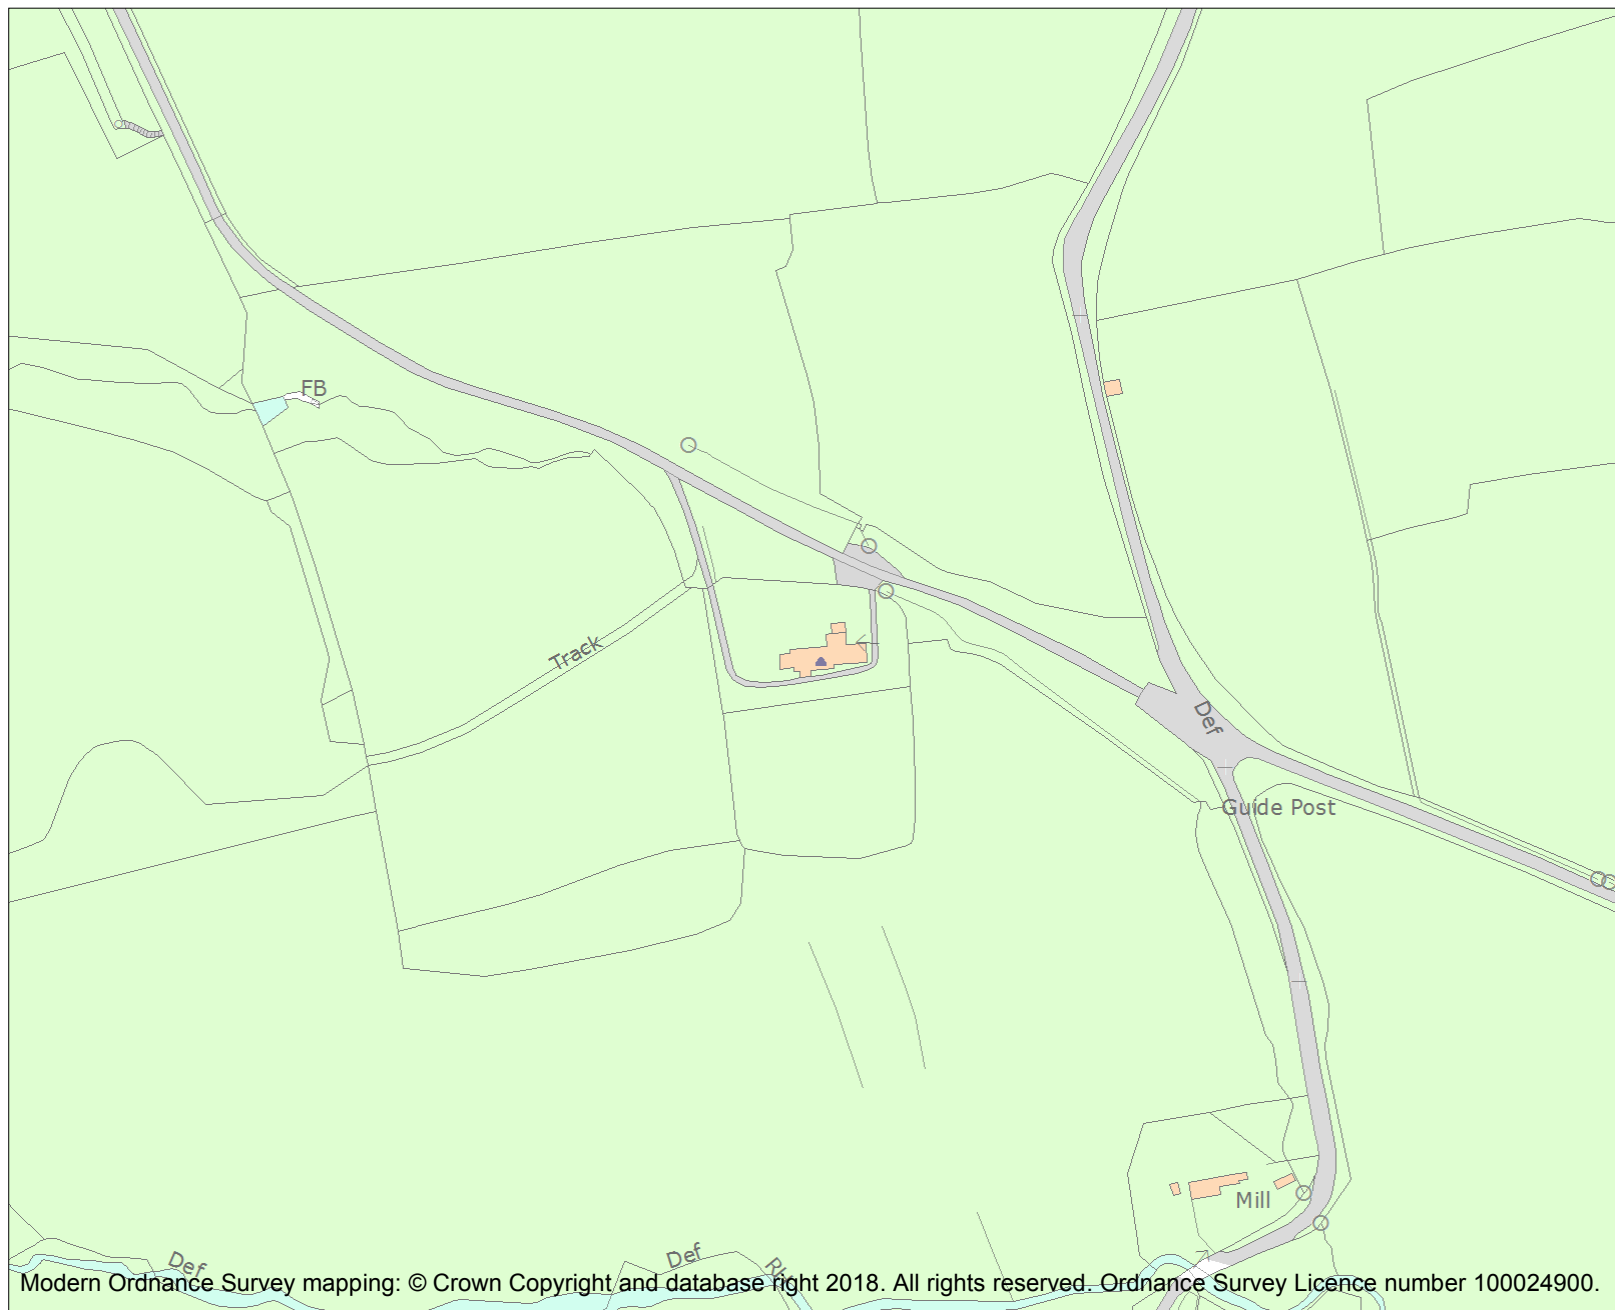 FB
Track
Def
Guide Post
Mill
Def
Def
RH
Modern Ordnance Survey mapping: © Crown Copyright and database right 2018. All rights reserved. Ordnance Survey Licence number 100024900.